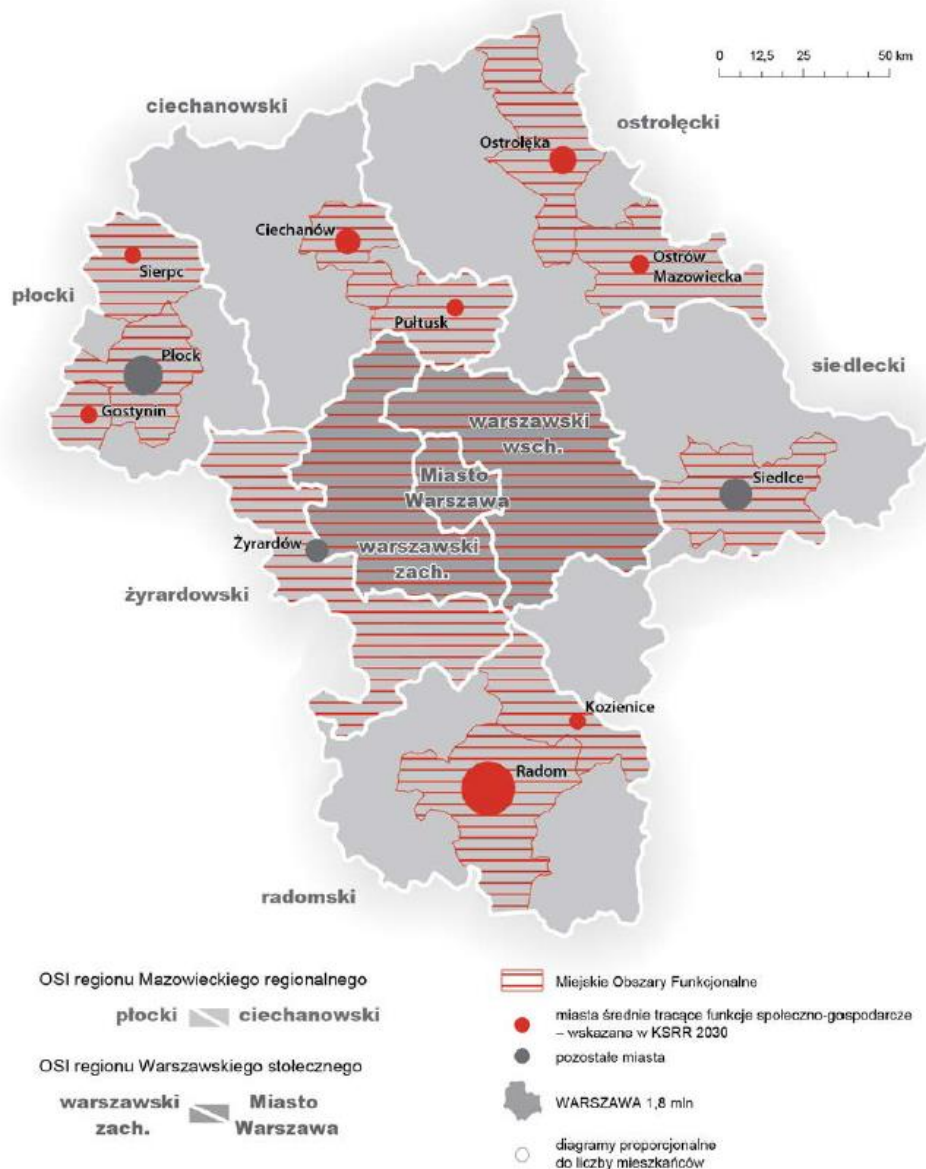 0 12,5 25 50 km
ciechanowski
ostrołęcki
Ostrołęka
Ciechanów
Sierpc
Ostrów
Mazowiecka
płocki
Pułtusk
Płock
siedlecki
Gostynin
warszawski
wsch.
Miasto
Warszawa
Siedlce
Żyrardów
warszawski
zach.
żyrardowski
Kozienice
Radom
radomski
OSI regionu Mazowieckiego regionalnego
płocki ciechanowski
OSI regionu Warszawskiego stołecznego
warszawski Miasto
zach. Warszawa
Miejskie Obszary Funkcjonalne
miasta średnie tracące funkcje społeczno-gospodarcze
– wskazane w KSRR 2030
pozostałe miasta
WARSZAWA 1,8 mln
diagramy proporcjonalne
do liczby mieszkańców